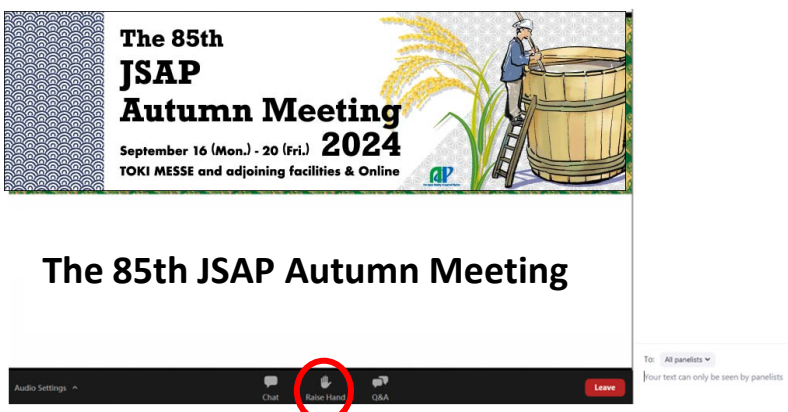 The 85th
JSAP
Autumn Meeting
September 16 (Mon.) - 20 (Fri.) 2024
TOKI MESSE and adjoining facilities & Online
The 85th JSAP Autumn Meeting
Audio Settings
Chat
Raise Hand
Q&A
Leave
To: All panelists
Your text can only be seen by panelists